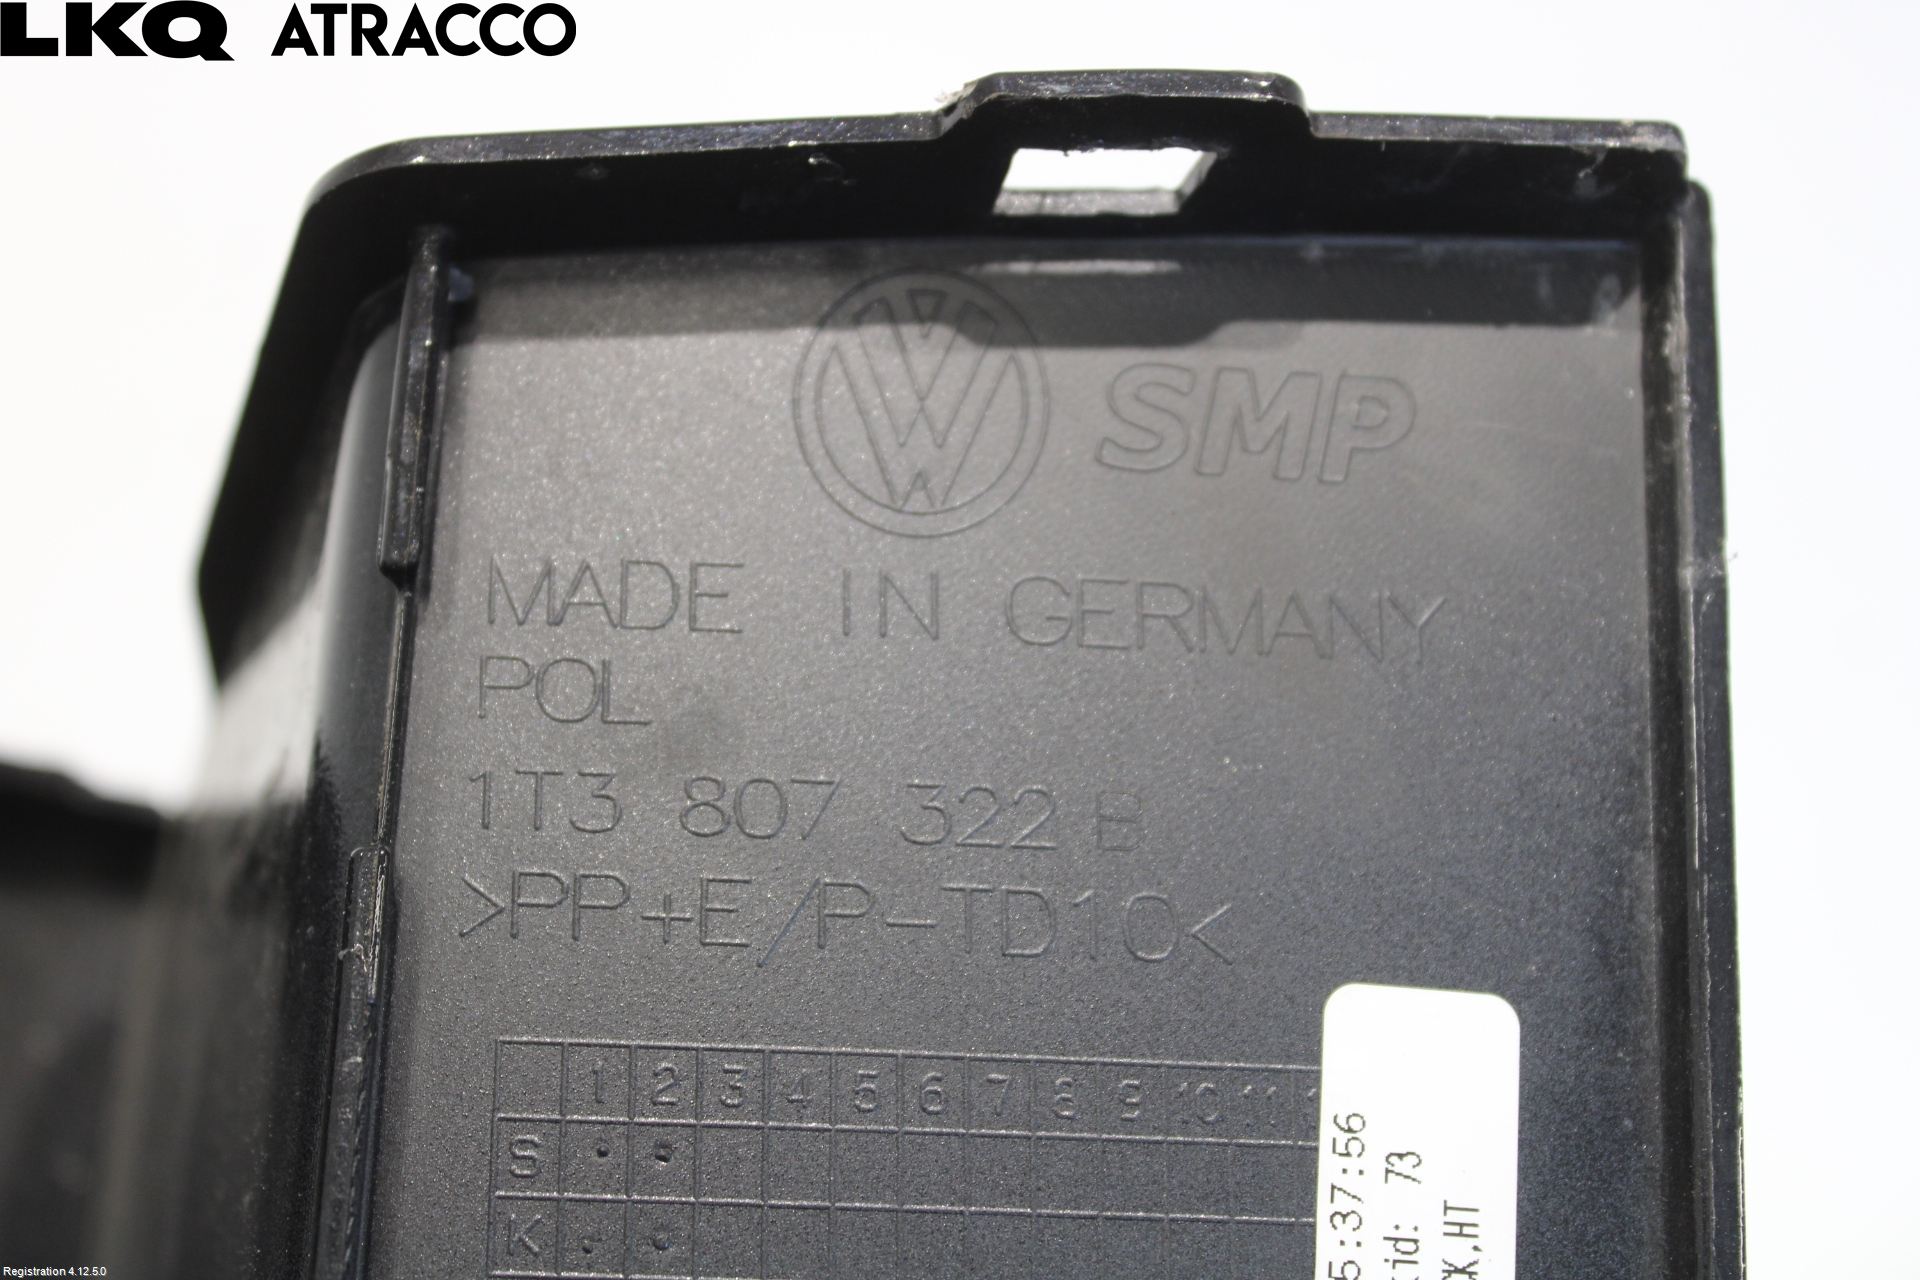 LKQ ATRACCO
SMP
MADE IN GERMANY
POL
1T3 807 322 B
>PP+E/P-TD10<
1 2 3 4 5 6 7 8 9 10 11
S
K
5:37:56
id: 73
K,HT
Registration 4.12.5.0